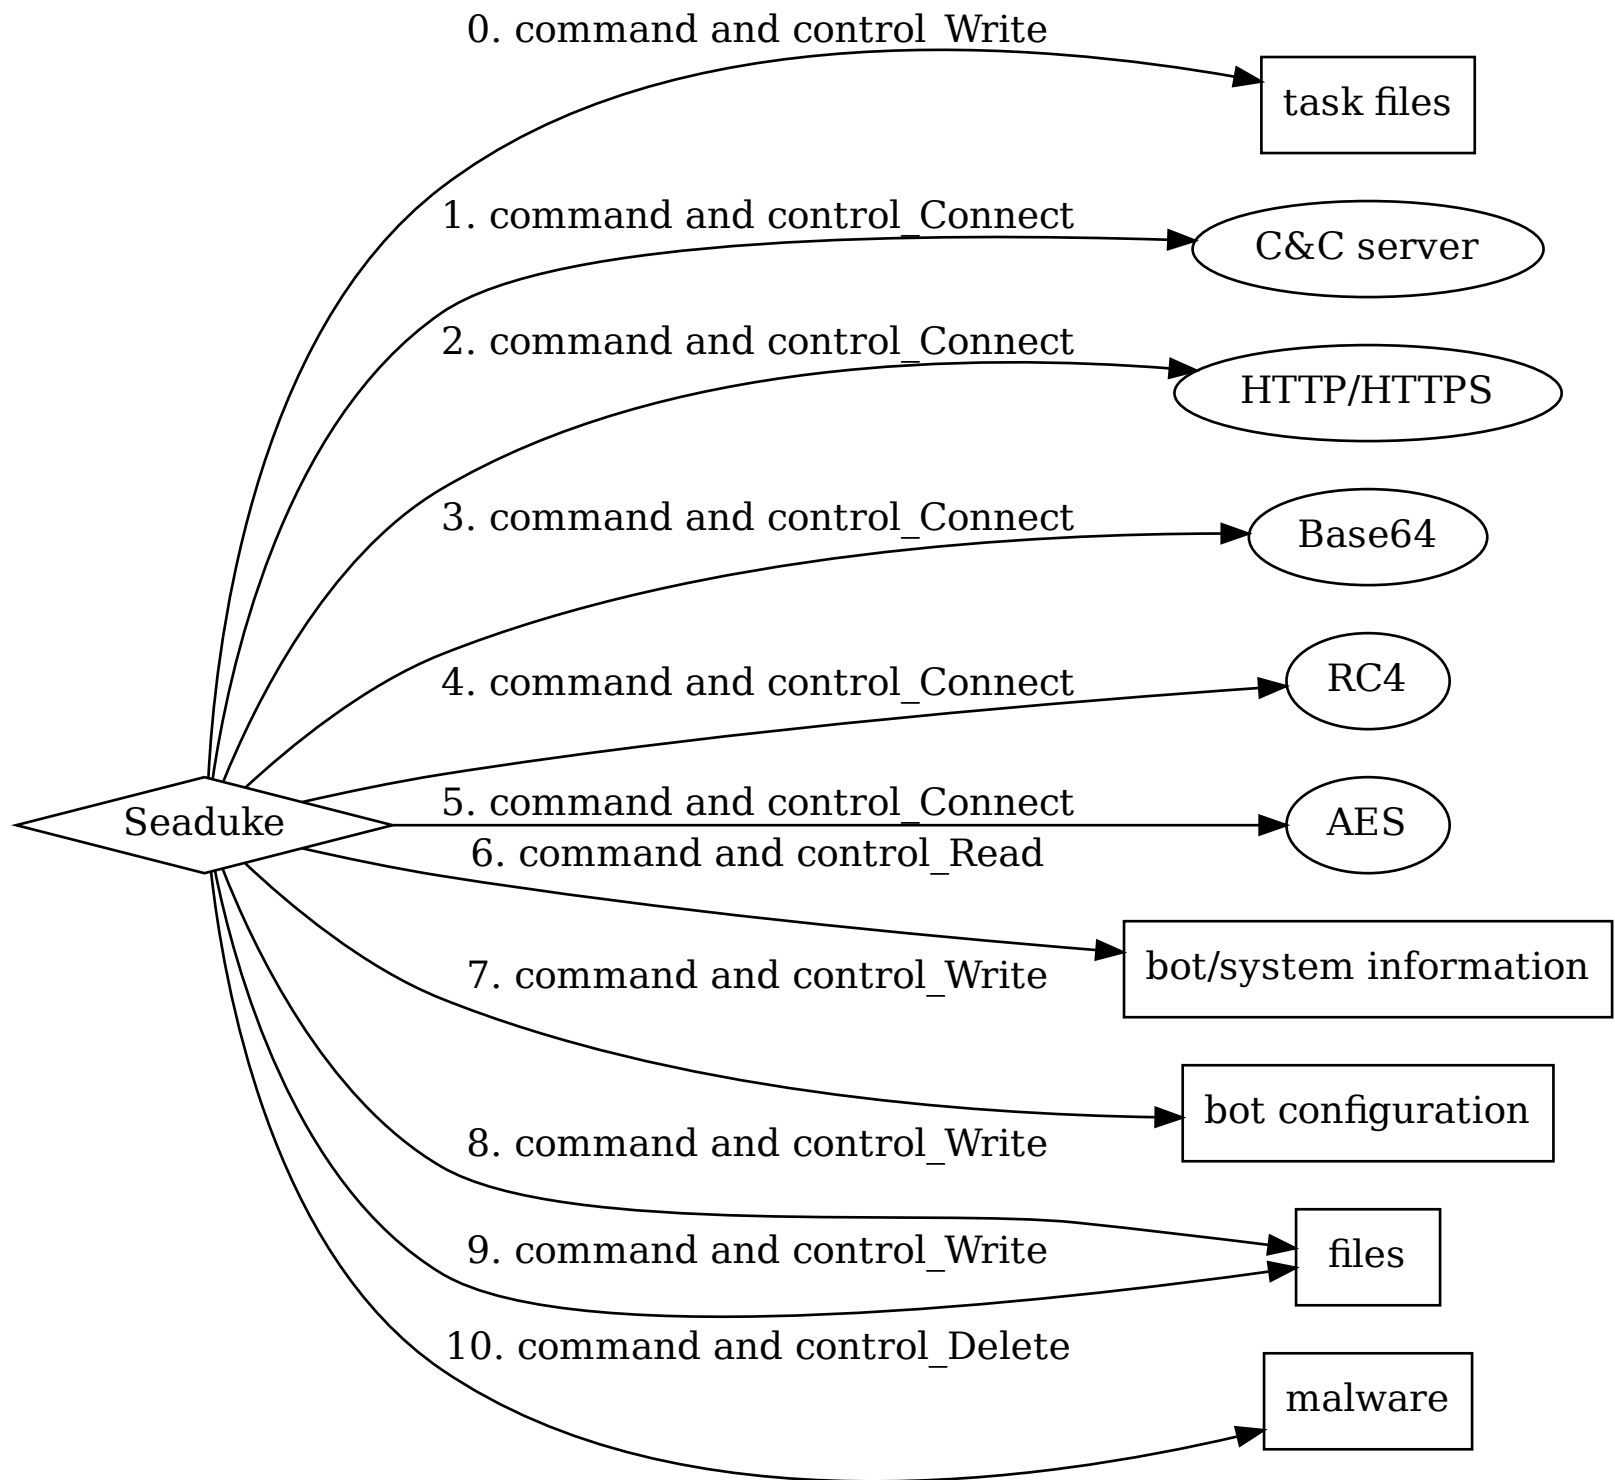 0. command and control_Write
task files
1. command and control_Connect
C&C server
2. command and control_Connect
HTTP/HTTPS
3. command and control_Connect
Base64
4. command and control_Connect
RC4
Seaduke
5. command and control_Connect
AES
6. command and control_Read
bot/system information
7. command and control_Write
bot configuration
8. command and control_Write
files
9. command and control_Write
10. command and control_Delete
malware